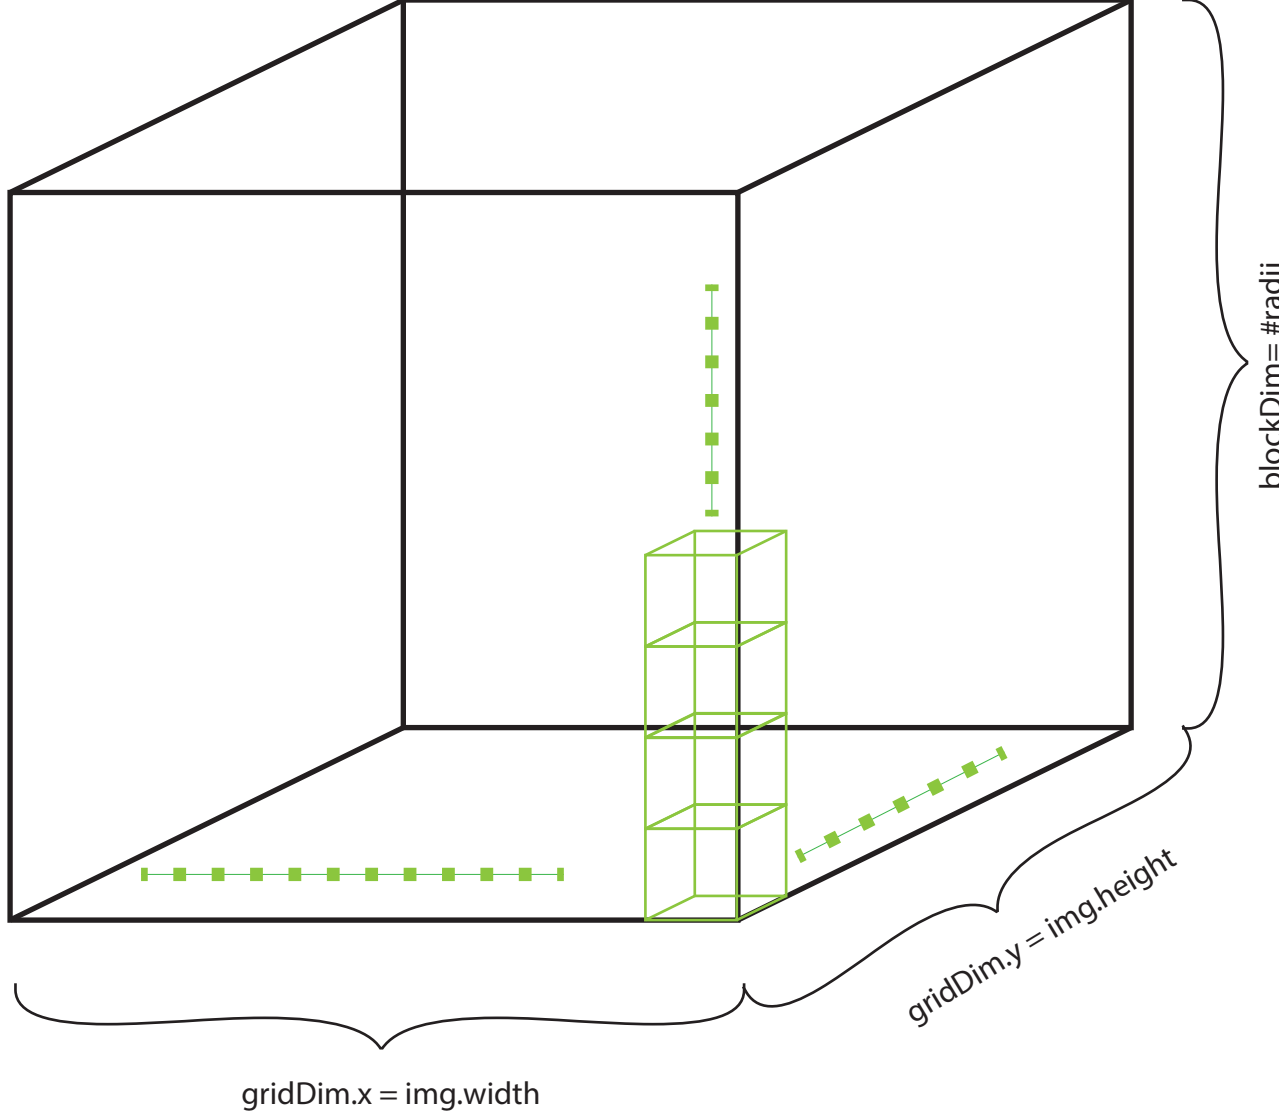 blockDim= #radii
gridDim.y = img.height
gridDim.x = img.width